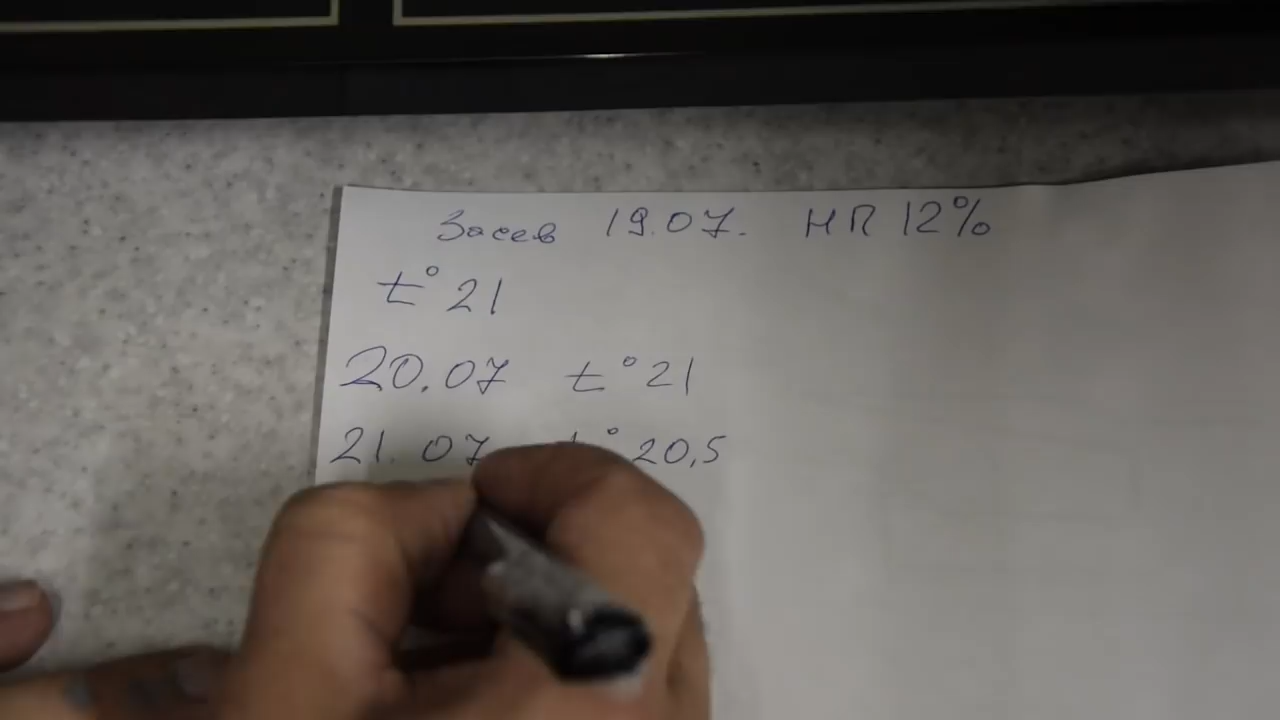 Засев 19.07. НП 12%
t° 21
20.07 t° 21
21.07 t° 20,5